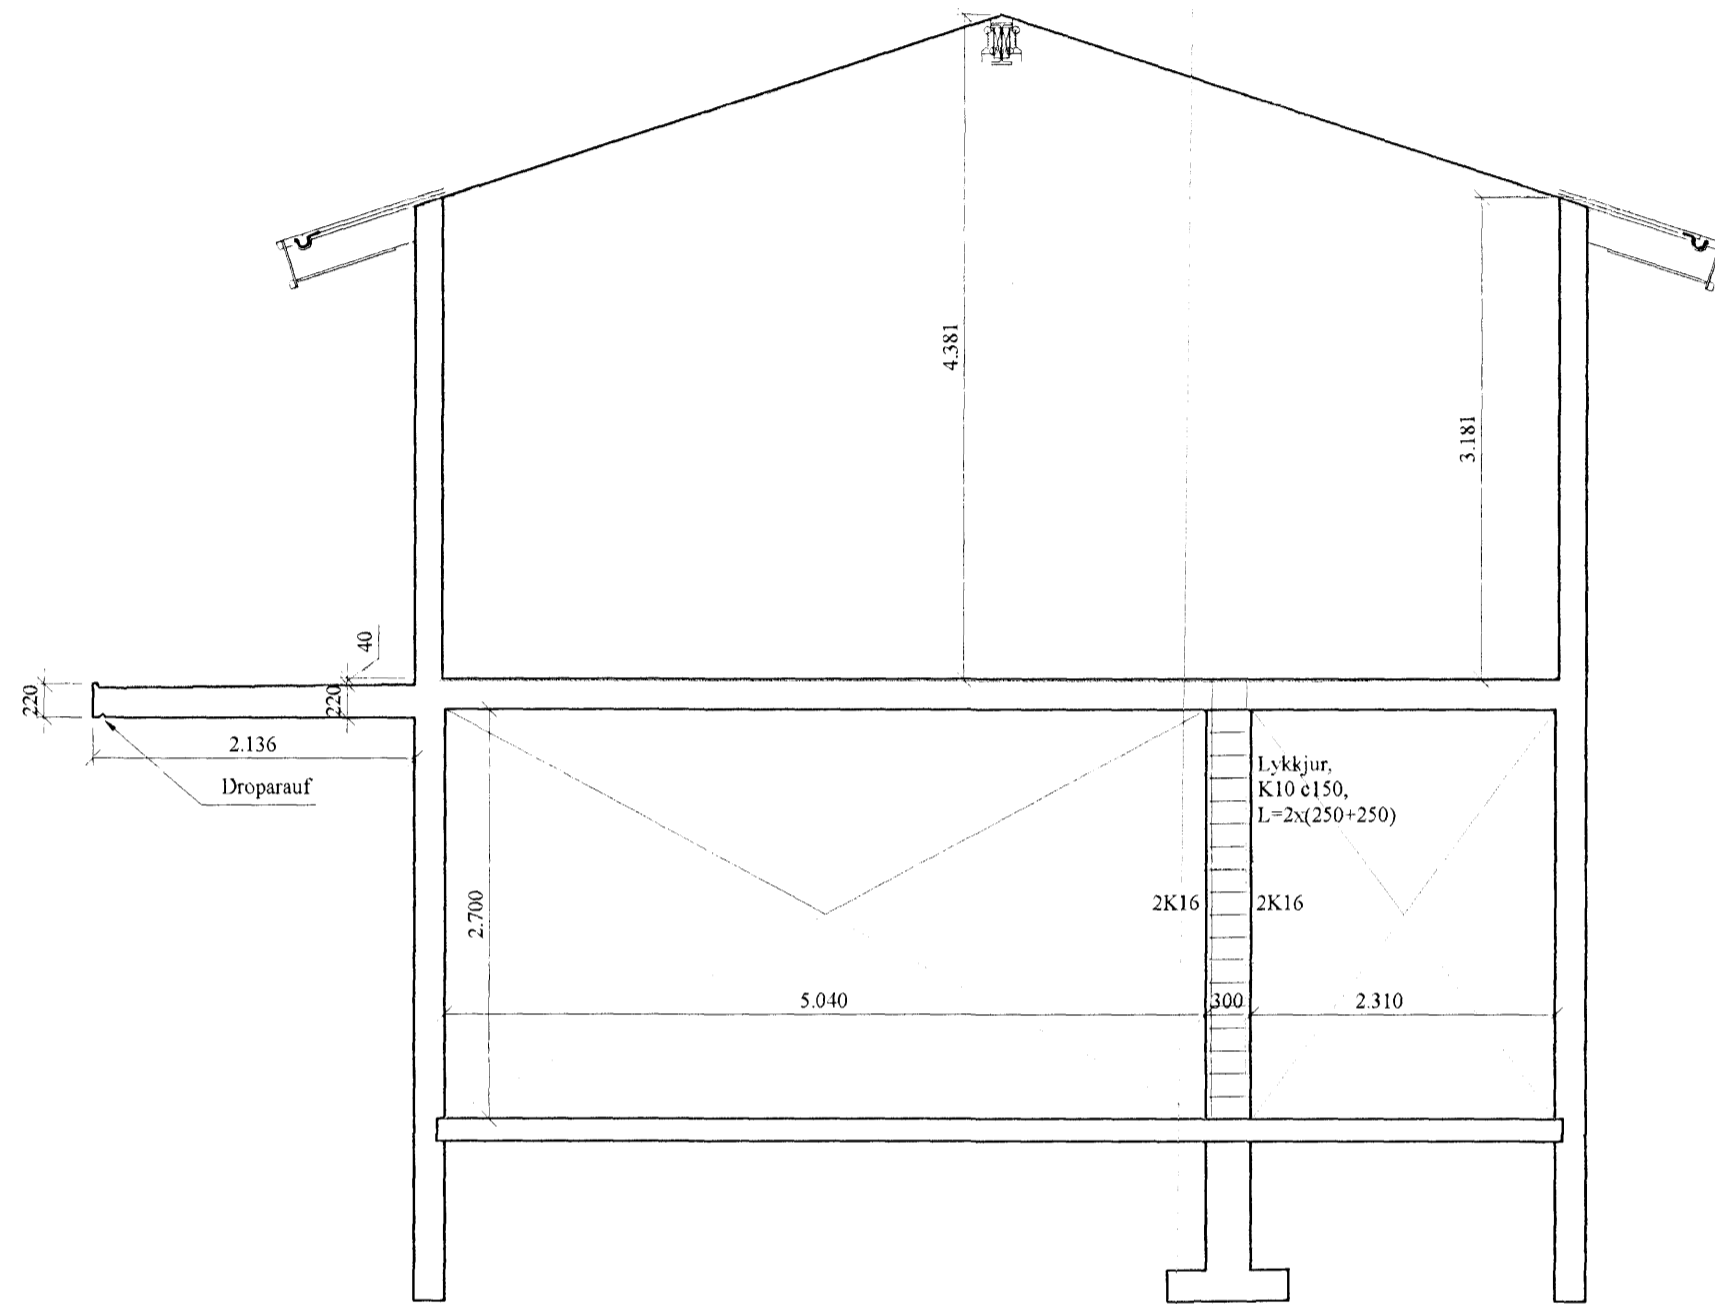 4.381
3.181
40
220
220
2.136
Droparauf
Lykkjur,
K10 c150,
L=2x(250+250)
2.700
2K16
2K16
5.040
300
2.310